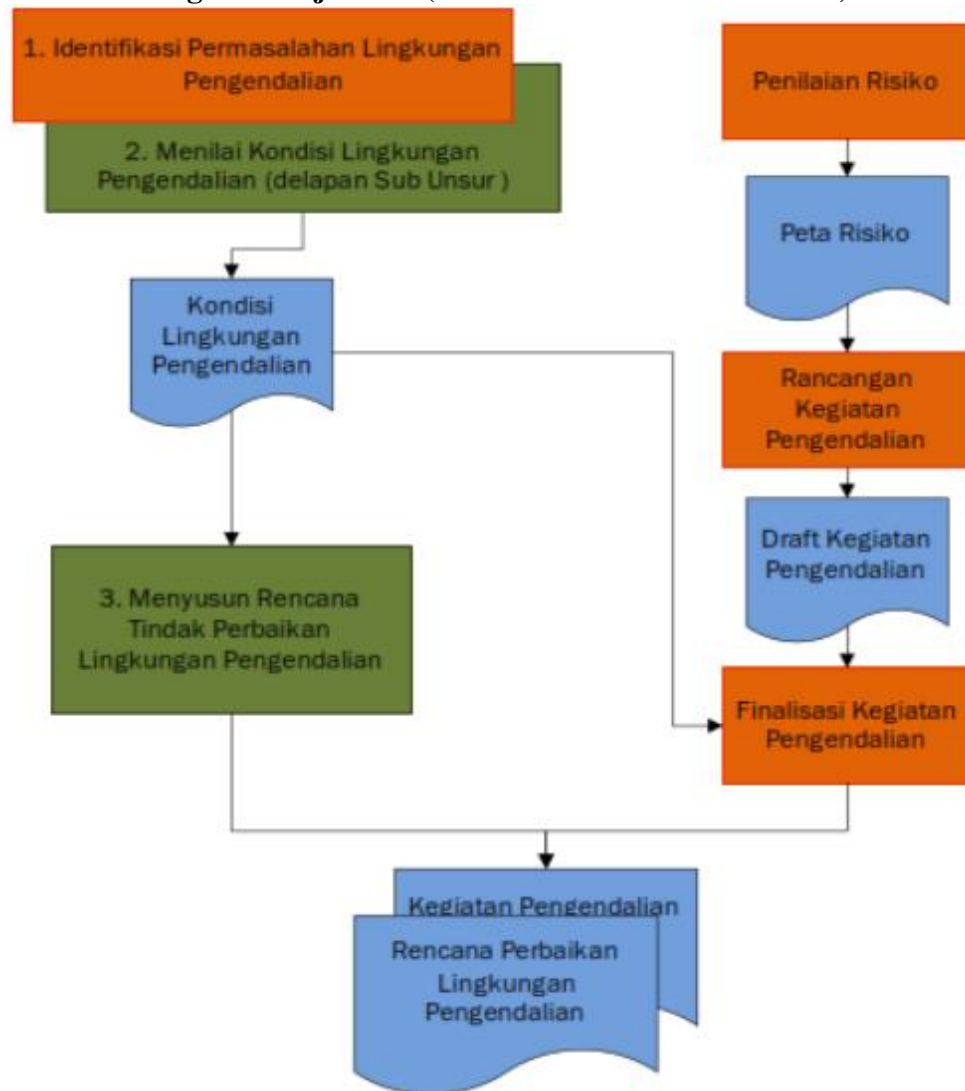 1. Identifikasi Permasalahan Lingkungan
Pengendalian
2. Menilai Kondisi Lingkungan
Pengendalian (delapan Sub Unsur )
Kondisi
Lingkungan
Pengendalian
3. Menyusun Rencana
Tindak Perbaikan
Lingkungan Pengendalian
Penilaian Risiko
Peta Risiko
Rancangan
Kegiatan
Pengendalian
Draft Kegiatan
Pengendalian
Finalisasi Kegiatan
Pengendalian
Kegiatan Pengendalian
Rencana Perbaikan
Lingkungan
Pengendalian